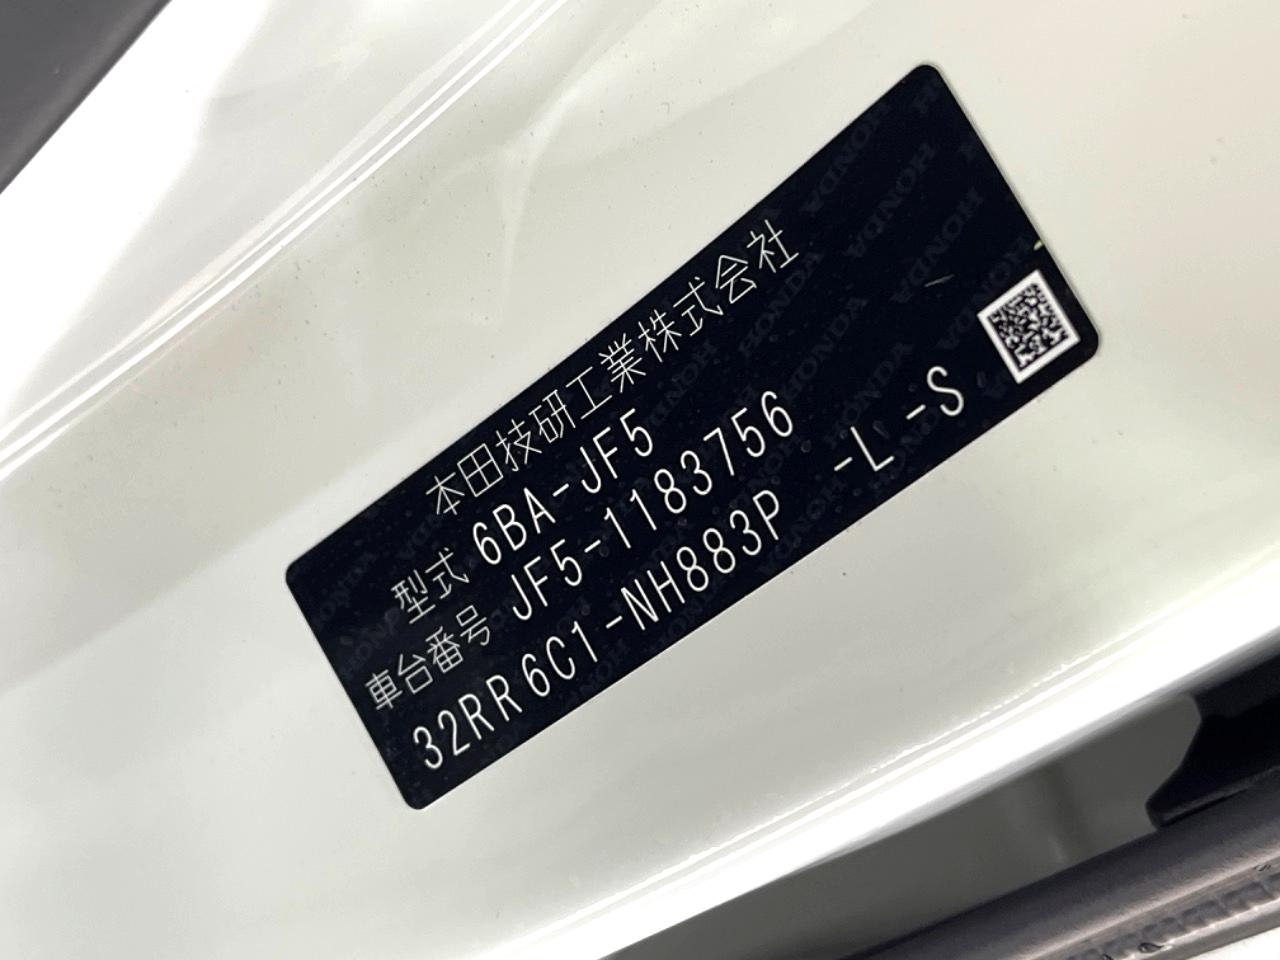 本田技研工業株式会社
型式 6BA-JF5
車台番号 JF5-1183756
32RR 6C1-NH883P -L -S